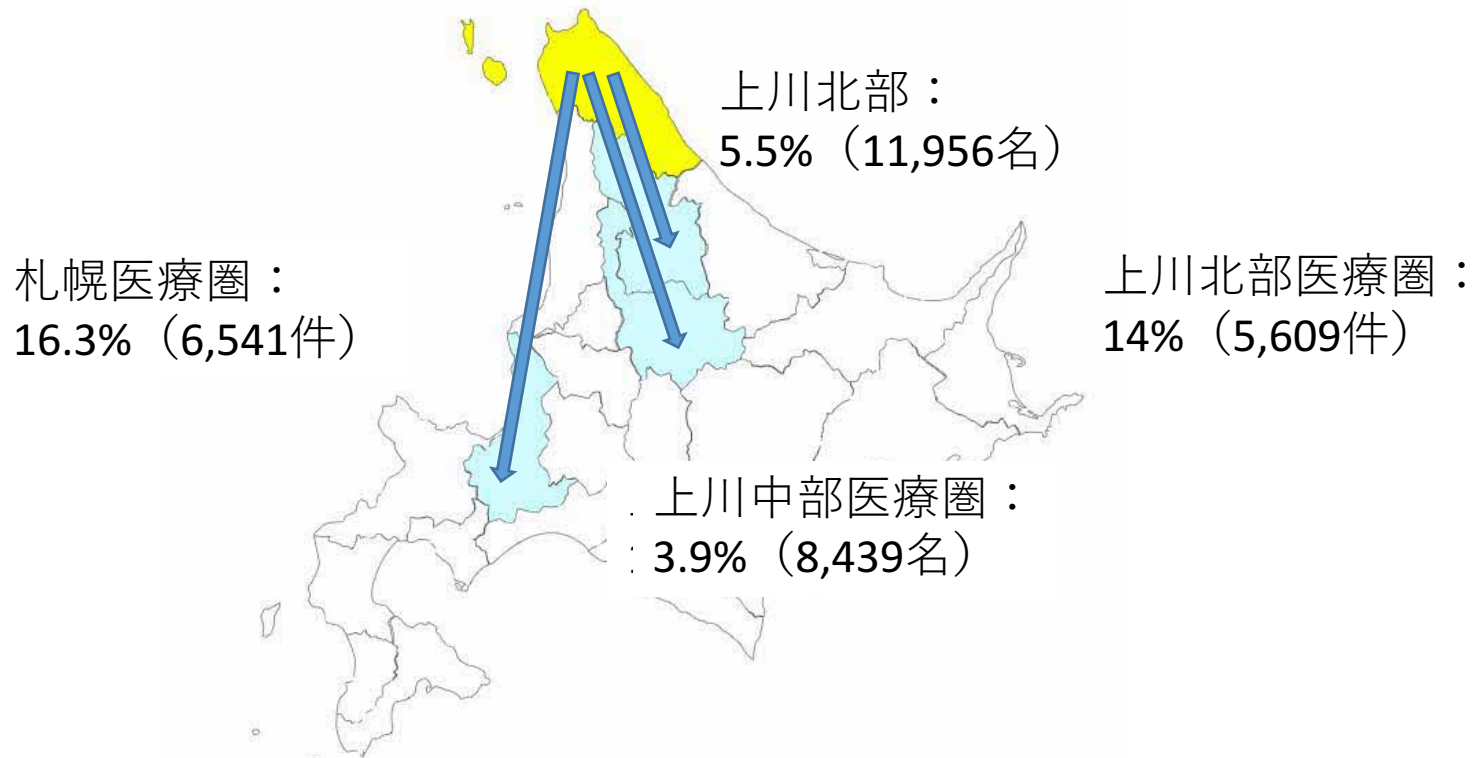 上川北部：
5.5%（11,956名）
札幌医療圏：
16.3%（6,541件）
上川北部医療圏：
14%（5,609件）
上川中部医療圏：
3.9%（8,439名）